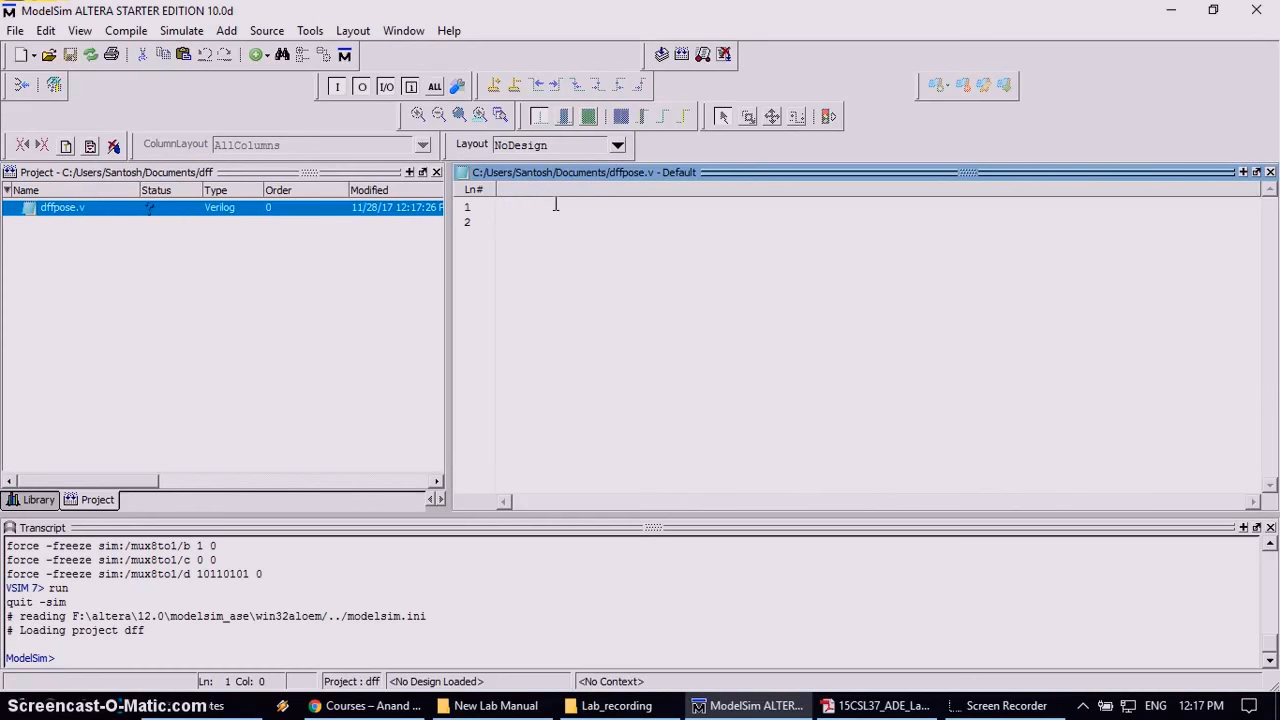 ModelSim ALTERA STARTER EDITION 10.0d
File Edit View Compile Simulate Add Source Tools Layout Window Help
I O I/O i ALL
ColumnLayout AllColumns Layout NoDesign
Project - C:/Users/Santosh/Documents/dff
Name Status Type Order Modified
dffpose.v ? Verilog 0 11/28/17 12:17:26 P
C:/Users/Santosh/Documents/dffpose.v - Default
Ln#
1
2
Library Project
Transcript
force -freeze sim:/mux8to1/b 1 0
force -freeze sim:/mux8to1/c 0 0
force -freeze sim:/mux8to1/d 10110101 0
VSIM 7> run
quit -sim
# reading F:\altera\12.0\modelsim_ase\win32aloem/../modelsim.ini
# Loading project dff
ModelSim>
Ln: 1 Col: 0 Project : dff <No Design Loaded> <No Context>
Screencast-O-Matic.com tes Courses – Anand ... New Lab Manual Lab_recording ModelSim ALTER... 15CSL37_ADE_La... Screen Recorder ENG 12:17 PM